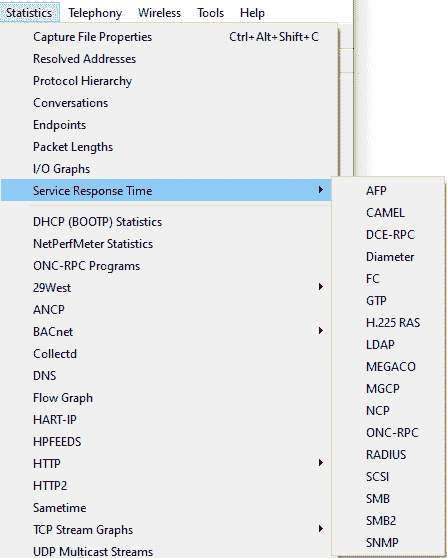 Statistics Telephony Wireless Tools Help
Capture File Properties Ctrl+Alt+Shift+C
Resolved Addresses
Protocol Hierarchy
Conversations
Endpoints
Packet Lengths
I/O Graphs
Service Response Time
DHCP (BOOTP) Statistics
NetPerfMeter Statistics
ONC-RPC Programs
29West
ANCP
BACnet
Collectd
DNS
Flow Graph
HART-IP
HPFEEDS
HTTP
HTTP2
Sametime
TCP Stream Graphs
UDP Multicast Streams
AFP
CAMEL
DCE-RPC
Diameter
FC
GTP
H.225 RAS
LDAP
MEGACO
MGCP
NCP
ONC-RPC
RADIUS
SCSI
SMB
SMB2
SNMP